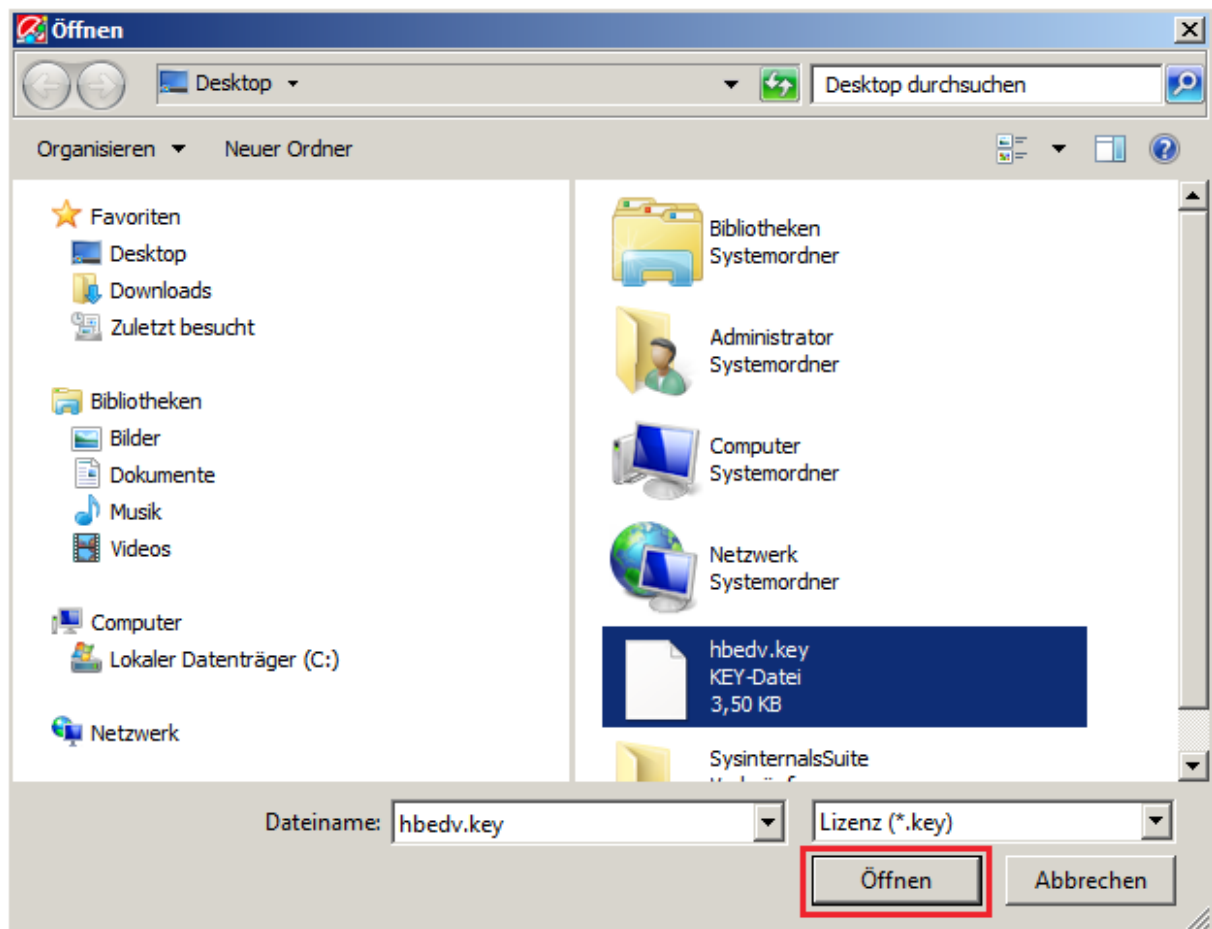 Öffnen
Desktop
Desktop durchsuchen
Organisieren
Neuer Ordner
Favoriten
Desktop
Downloads
Zuletzt besucht
Bibliotheken
Bilder
Dokumente
Musik
Videos
Computer
Lokaler Datenträger (C:)
Netzwerk
Bibliotheken
Systemordner
Administrator
Systemordner
Computer
Systemordner
Netzwerk
Systemordner
hbedv.key
KEY-Datei
3,50 KB
SysinternalsSuite
Dateiname:
hbedv.key
Lizenz (*.key)
Öffnen
Abbrechen